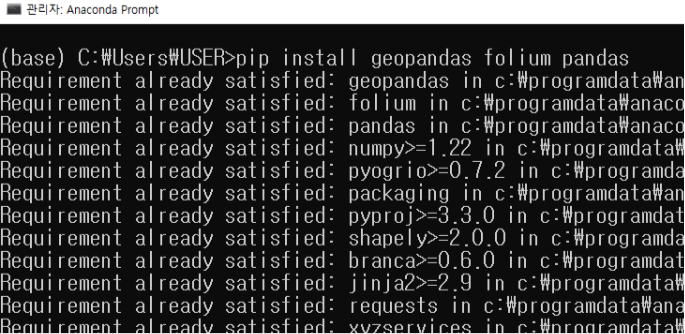 관리자: Anaconda Prompt
(base) C:₩Users₩USER>pip install geopandas folium pandas
Requirement already satisfied: geopandas in c:₩programdata₩an
Requirement already satisfied: folium in c:₩programdata₩anaco
Requirement already satisfied: pandas in c:₩programdata₩anaco
Requirement already satisfied: numpy>=1.22 in c:₩programdata₩
Requirement already satisfied: pyogrio>=0.7.2 in c:₩programda
Requirement already satisfied: packaging in c:₩programdata₩an
Requirement already satisfied: pyproj>=3.3.0 in c:₩programdat
Requirement already satisfied: shapely>=2.0.0 in c:₩programda
Requirement already satisfied: branca>=0.6.0 in c:₩programdat
Requirement already satisfied: jinja2>=2.9 in c:₩programdata₩
Requirement already satisfied: requests in c:₩programdata₩ana
Requirement already satisfied: xyzservices in c:₩programdata₩